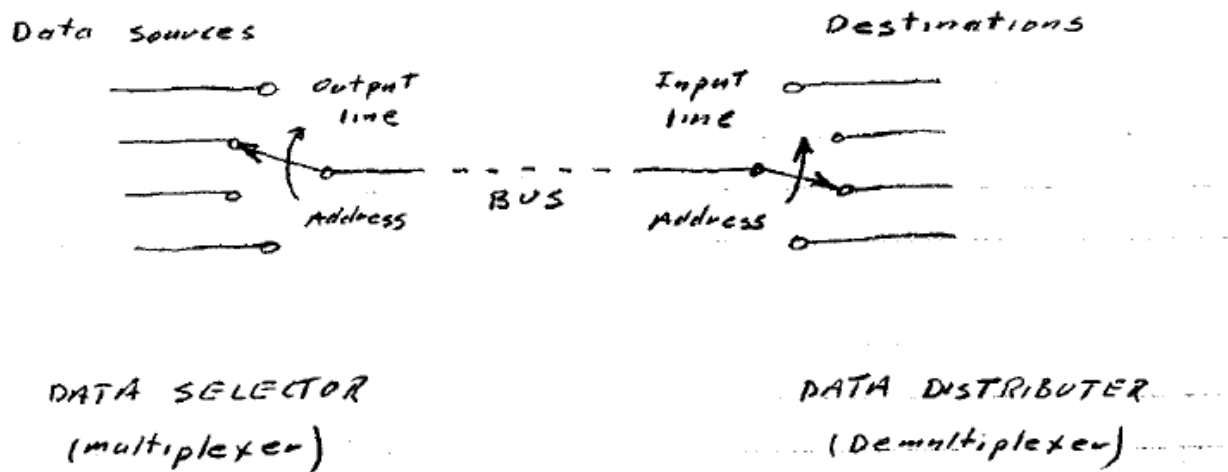 Data Sources
Destinations
Output
line
Input
line
BUS
Address
Address
DATA SELECTOR
(multiplexer)
DATA DISTRIBUTER
(Demultiplexer)